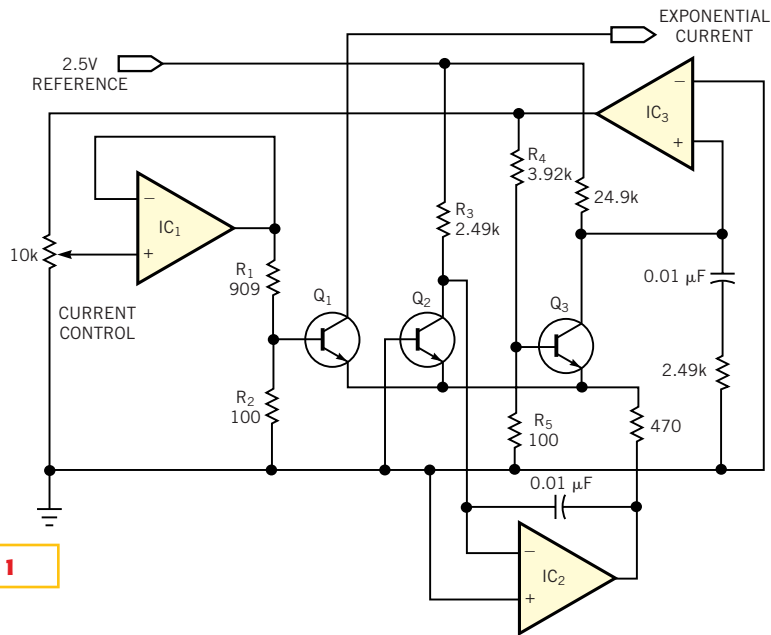 EXPONENTIAL
CURRENT
2.5V
REFERENCE
−
IC₃
+
R₄
3.92k
24.9k
−
IC₁
+
R₃
2.49k
10k
0.01 µF
R₁
909
CURRENT
CONTROL
Q₁
Q₂
Q₃
R₂
100
R₅
100
2.49k
470
0.01 µF
−
IC₂
+
1